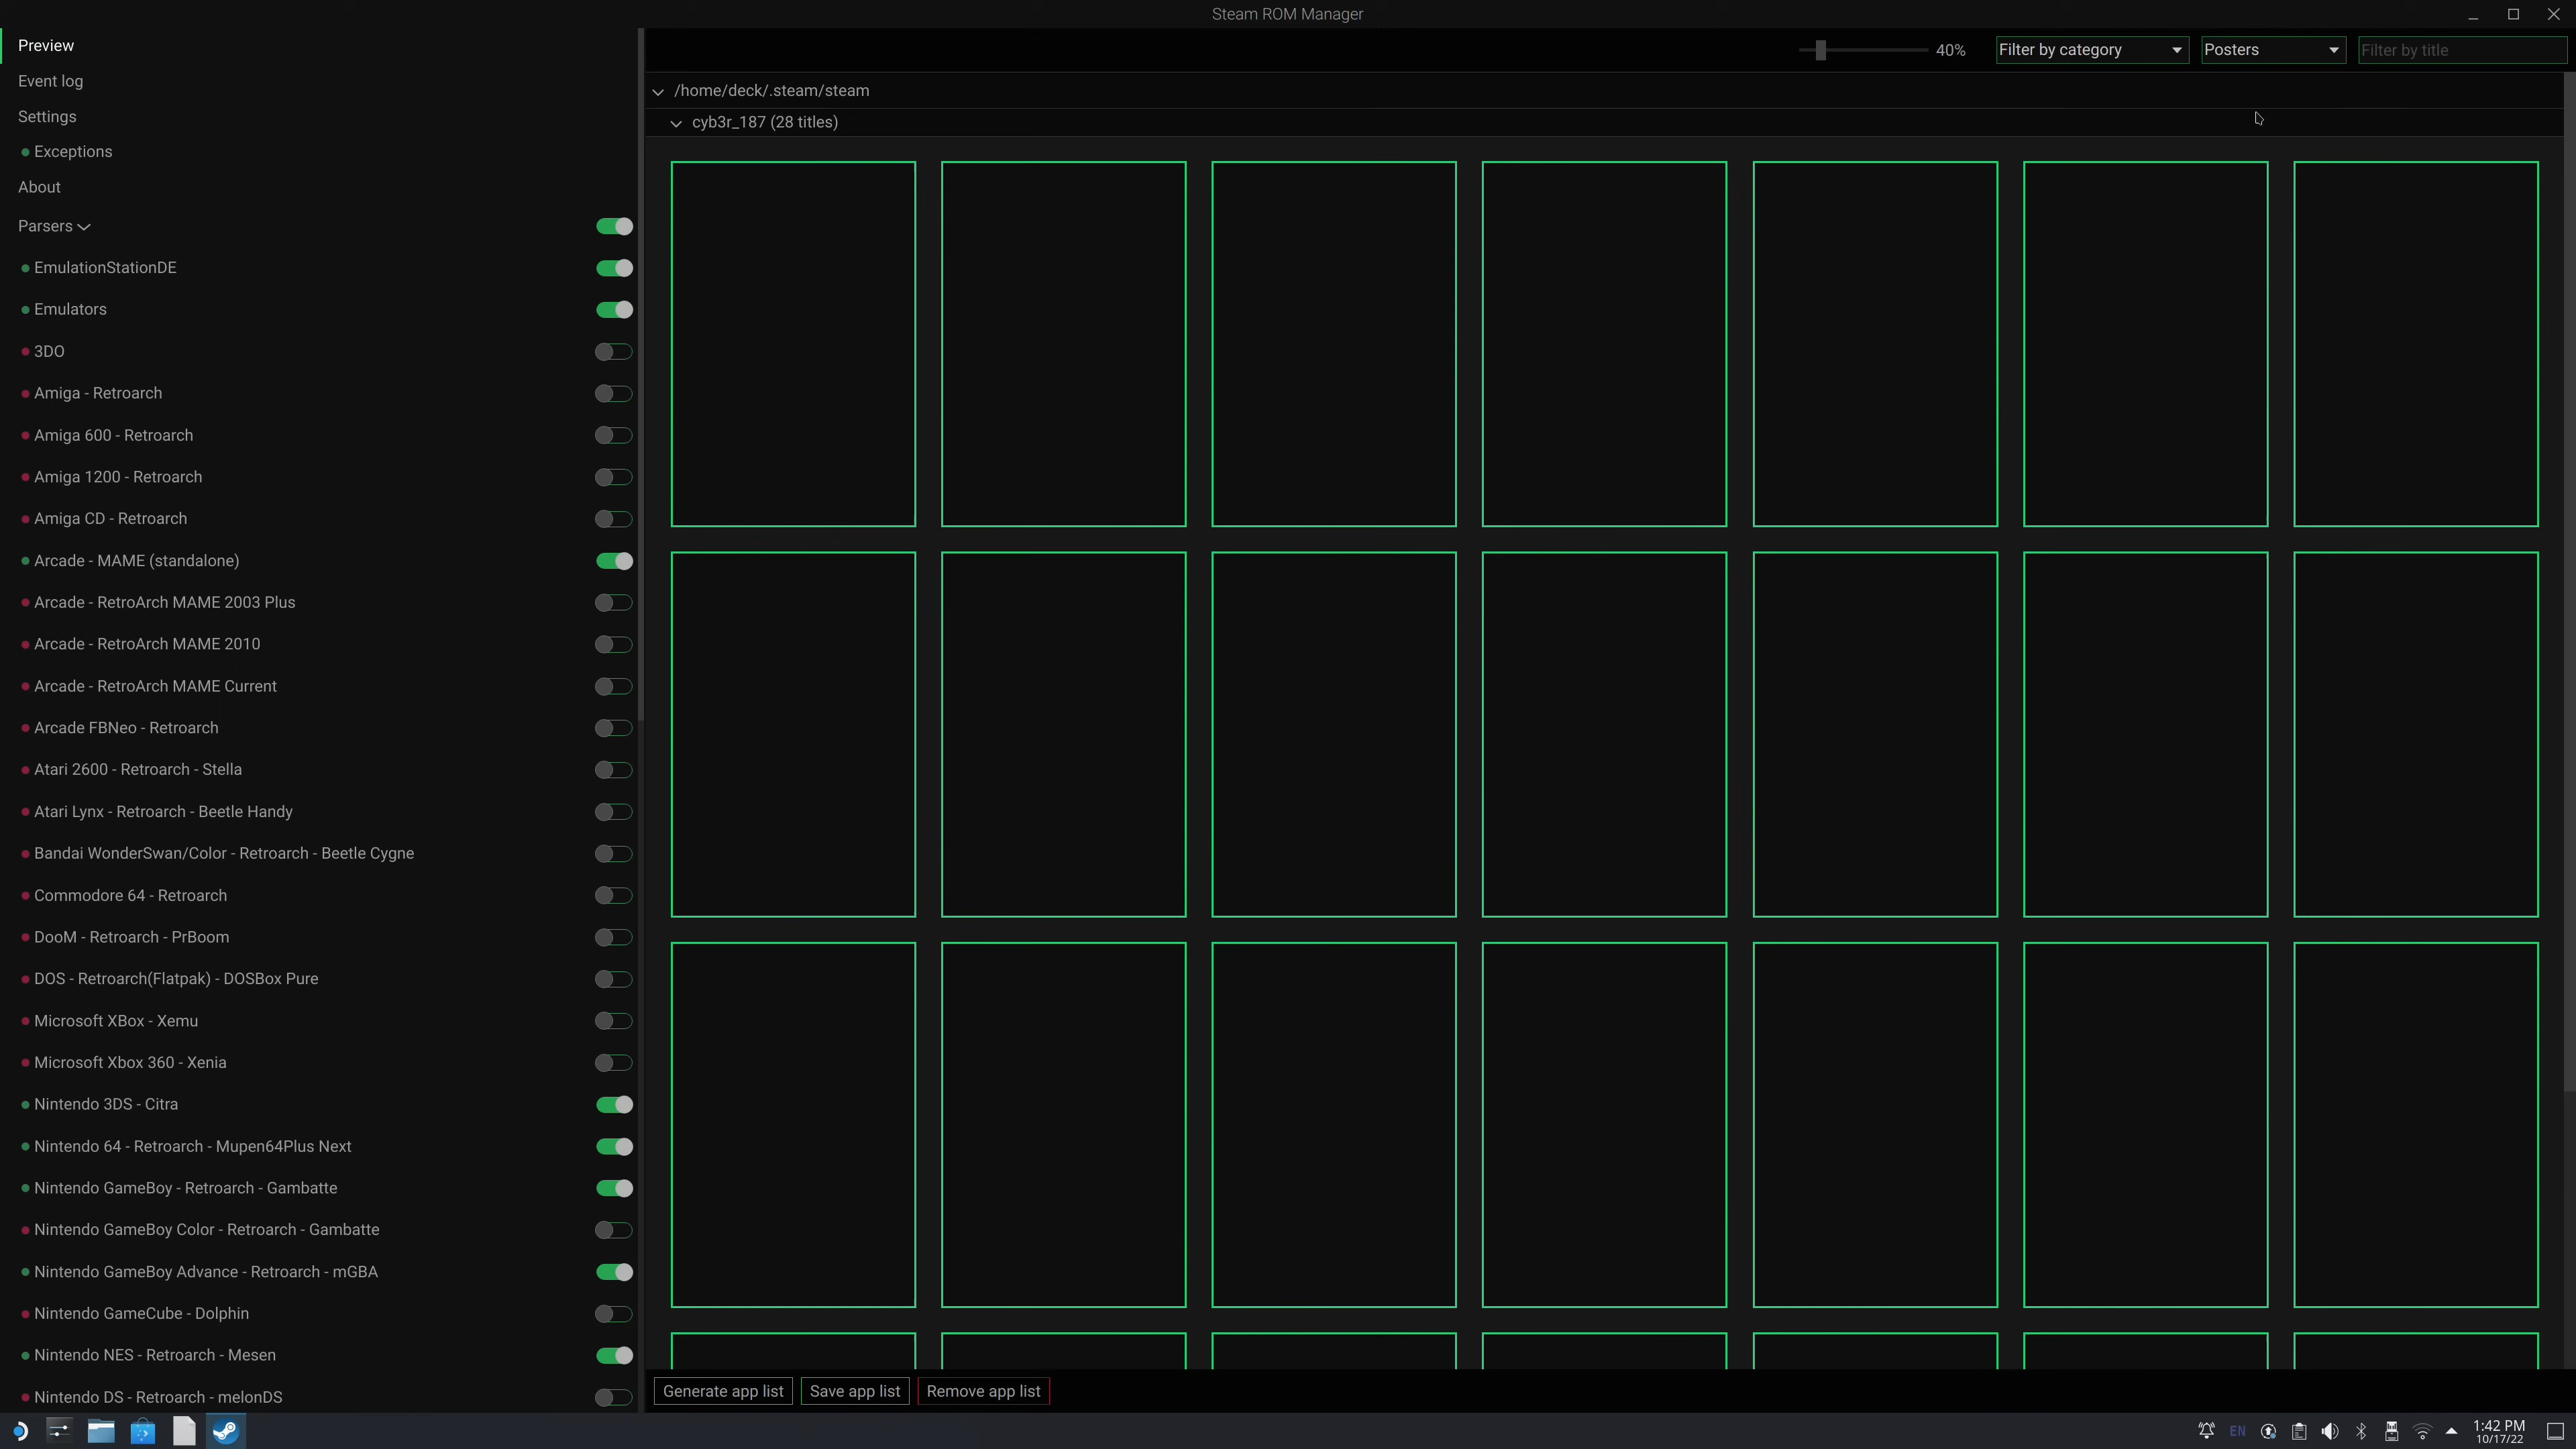 Steam ROM Manager
Preview
Event log
Settings
Exceptions
About
Parsers
EmulationStationDE
Emulators
3DO
Amiga - Retroarch
Amiga 600 - Retroarch
Amiga 1200 - Retroarch
Amiga CD - Retroarch
Arcade - MAME (standalone)
Arcade - RetroArch MAME 2003 Plus
Arcade - RetroArch MAME 2010
Arcade - RetroArch MAME Current
Arcade FBNeo - Retroarch
Atari 2600 - Retroarch - Stella
Atari Lynx - Retroarch - Beetle Handy
Bandai WonderSwan/Color - Retroarch - Beetle Cygne
Commodore 64 - Retroarch
DooM - Retroarch - PrBoom
DOS - Retroarch(Flatpak) - DOSBox Pure
Microsoft XBox - Xemu
Microsoft Xbox 360 - Xenia
Nintendo 3DS - Citra
Nintendo 64 - Retroarch - Mupen64Plus Next
Nintendo GameBoy - Retroarch - Gambatte
Nintendo GameBoy Color - Retroarch - Gambatte
Nintendo GameBoy Advance - Retroarch - mGBA
Nintendo GameCube - Dolphin
Nintendo NES - Retroarch - Mesen
Nintendo DS - Retroarch - melonDS
40% Filter by category Posters Filter by title
/home/deck/.steam/steam
cyb3r_187 (28 titles)
Generate app list Save app list Remove app list
EN
1:42 PM
10/17/22